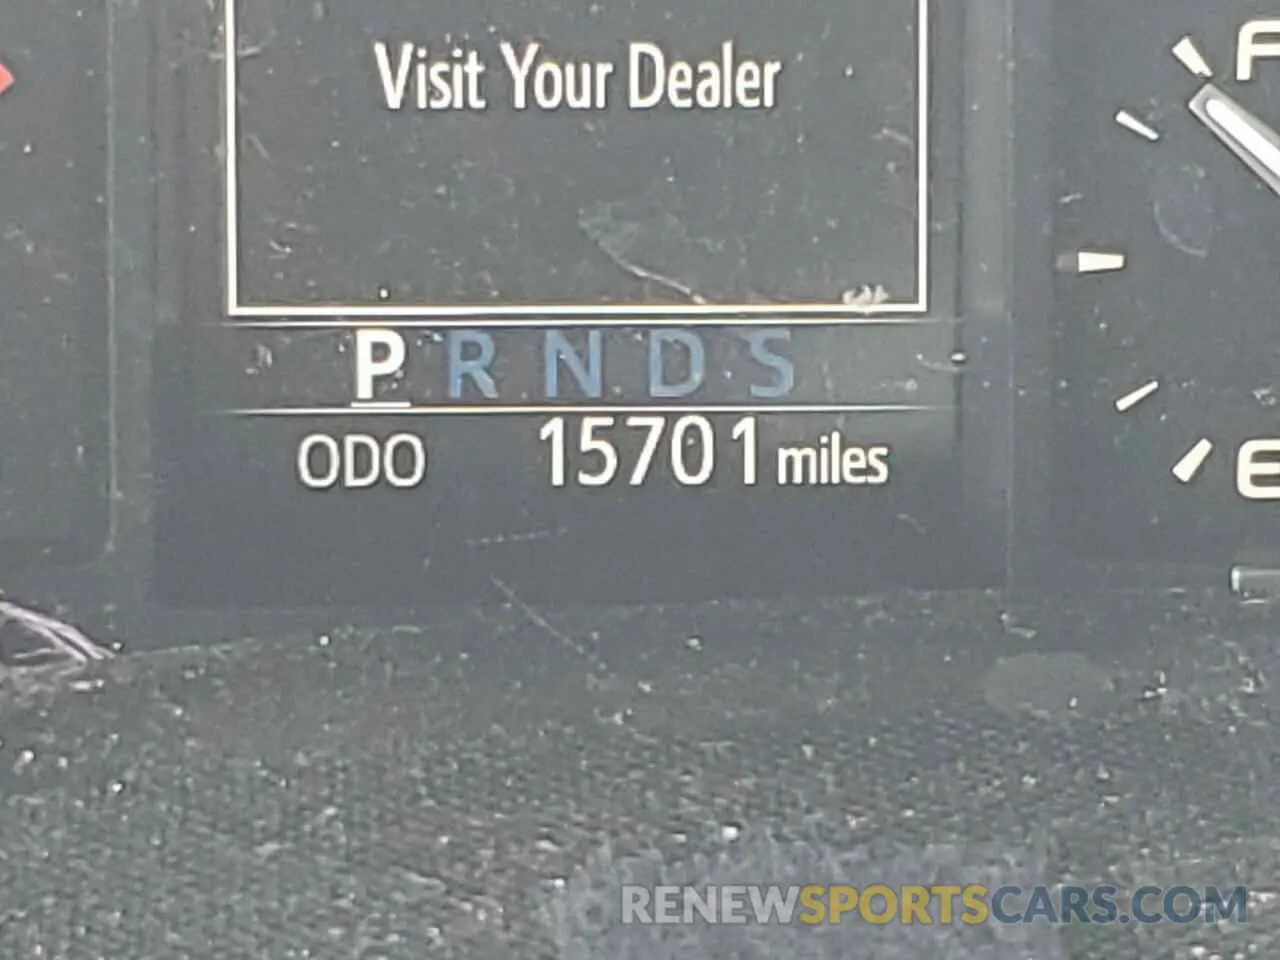 Visit Your Dealer
F
P R N D S
ODO 15701 miles
E
RENEWSPORTSCARS.COM